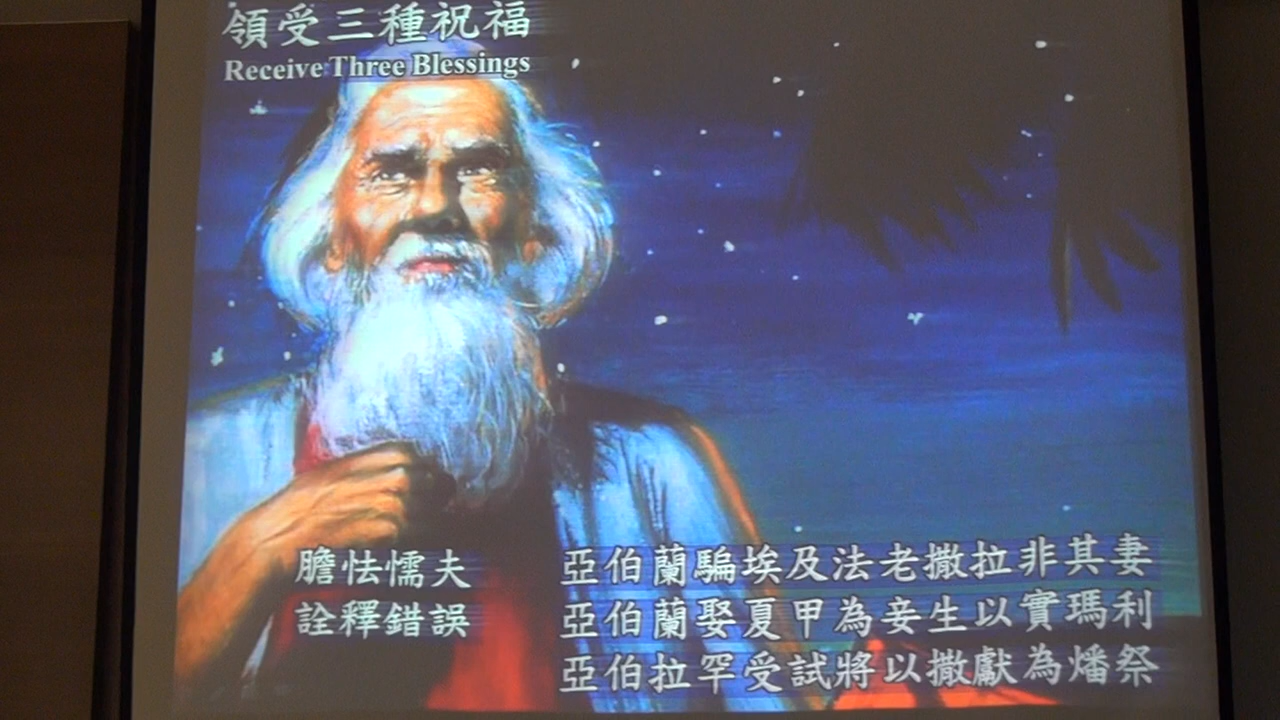 領受三種祝福
Receive Three Blessings
膽怯懦夫
詮釋錯誤
亞伯蘭騙埃及法老撒拉非其妻
亞伯蘭娶夏甲為妾生以實瑪利
亞伯拉罕受試將以撒獻為燔祭